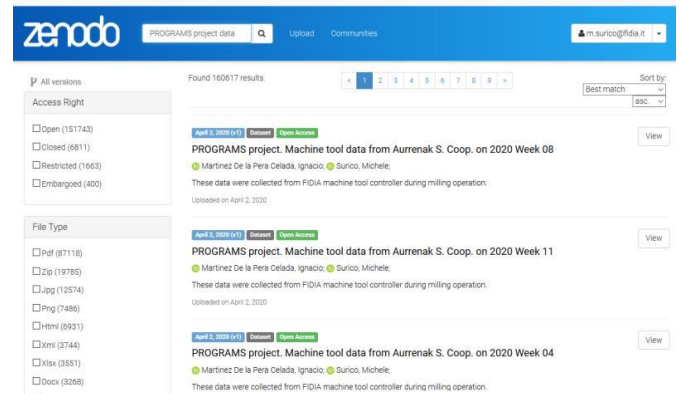 zenodo
PROGRAMS project data
Upload
Communities
m.surico@fidia.it
All versions
Access Right
Open (151743)
Closed (6811)
Restricted (1663)
Embargoed (400)
File Type
Pdf (87118)
Zip (19785)
Jpg (12574)
Png (7486)
Html (6931)
Xml (3744)
Xlsx (3551)
Docx (3268)
Found 160617 results.
< 1 2 3 4 5 6 7 8 9 >
Sort by:
Best match
asc.
April 2, 2020 (v1) Dataset Open Access
View
PROGRAMS project. Machine tool data from Aurrenak S. Coop. on 2020 Week 08
Martinez De la Pera Celada, Ignacio; Surico, Michele;
These data were collected from FIDIA machine tool controller during milling operation.
Uploaded on April 2, 2020
April 2, 2020 (v1) Dataset Open Access
View
PROGRAMS project. Machine tool data from Aurrenak S. Coop. on 2020 Week 11
Martinez De la Pera Celada, Ignacio; Surico, Michele;
These data were collected from FIDIA machine tool controller during milling operation.
Uploaded on April 2, 2020
April 2, 2020 (v1) Dataset Open Access
View
PROGRAMS project. Machine tool data from Aurrenak S. Coop. on 2020 Week 04
Martinez De la Pera Celada, Ignacio; Surico, Michele;
These data were collected from FIDIA machine tool controller during milling operation.